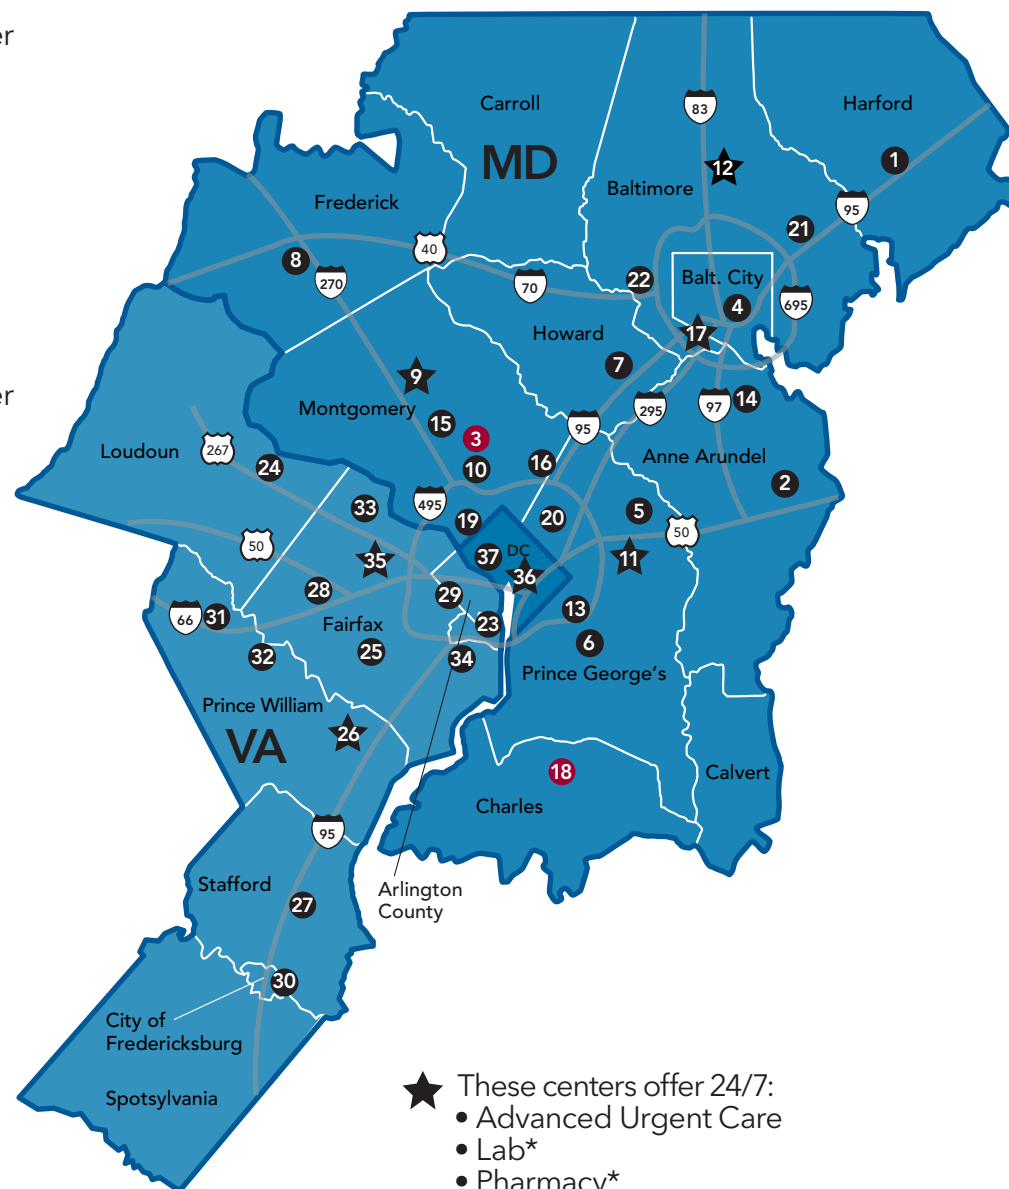 er
Carroll
Harford
83
MD
1
12
Baltimore
95
Frederick
21
40
8
270
70
22
Balt. City
4
695
Howard
17
7
9
Montgomery
15
3
295
97
14
95
Loudoun
267
24
10
16
Anne Arundel
2
er
33
495
19
20
5
50
50
35
37
DC
36
11
28
29
13
66
31
Fairfax
23
6
32
25
34
Prince George’s
Prince William
26
VA
18
Calvert
Charles
95
Stafford
27
Arlington
County
30
City of
Fredericksburg
Spotsylvania
These centers offer 24/7:
• Advanced Urgent Care
• Lab*
• Pharmacy*